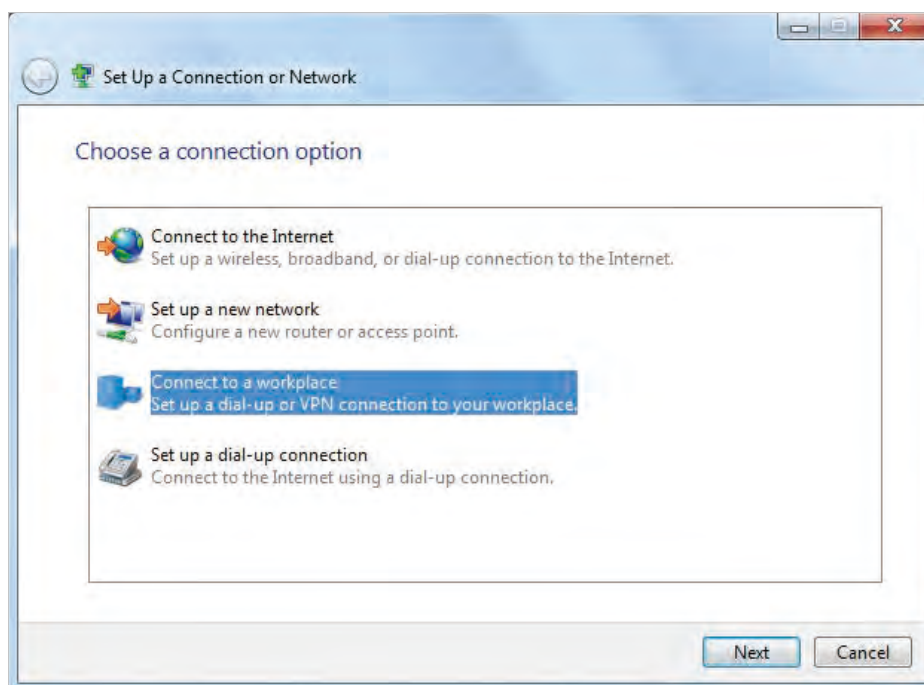 Set Up a Connection or Network
Choose a connection option
Connect to the Internet
Set up a wireless, broadband, or dial-up connection to the Internet.
Set up a new network
Configure a new router or access point.
Connect to a workplace
Set up a dial-up or VPN connection to your workplace.
Set up a dial-up connection
Connect to the Internet using a dial-up connection.
Next
Cancel